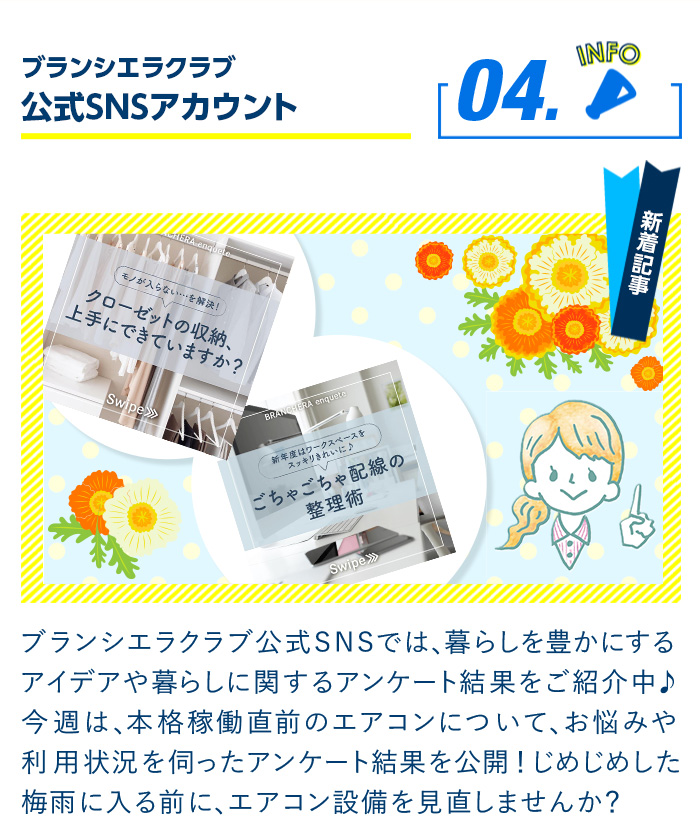 ブランシエラクラブ
公式SNSアカウント
04.
INFO
新着記事
BRANCHERA enquete
モノが入らない…を解決！
クローゼットの収納、
上手にできていますか？
Swipe
BRANCHERA enquete
新年度はワークスペースを
スッキリきれいに♪
ごちゃごちゃ配線の
整理術
Swipe
ブランシエラクラブ公式SNSでは、暮らしを豊かにする
アイデアや暮らしに関するアンケート結果をご紹介中♪
今週は、本格稼働直前のエアコンについて、お悩みや
利用状況を伺ったアンケート結果を公開！じめじめした
梅雨に入る前に、エアコン設備を見直しませんか？